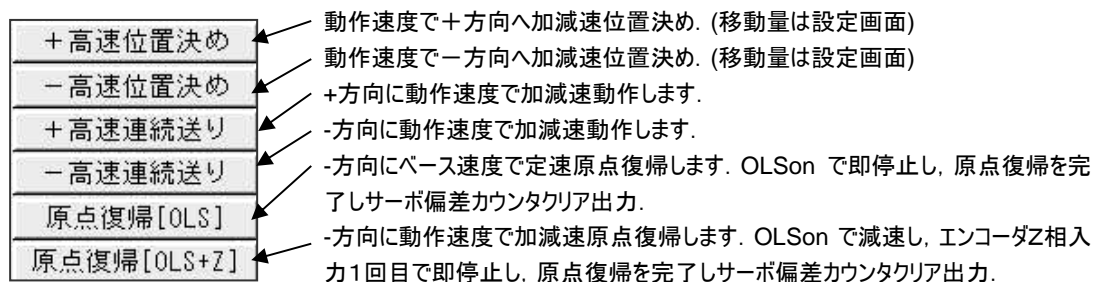 ＋高速位置決め
－高速位置決め
＋高速連続送り
－高速連続送り
原点復帰[OLS]
原点復帰[OLS+Z]
動作速度で＋方向へ加減速位置決め. (移動量は設定画面)
動作速度で－方向へ加減速位置決め. (移動量は設定画面)
+方向に動作速度で加減速動作します.
-方向に動作速度で加減速動作します.
-方向にベース速度で定速原点復帰します. OLSon で即停止し, 原点復帰を完
了しサーボ偏差カウンタクリア出力.
-方向に動作速度で加減速原点復帰します. OLSon で減速し, エンコーダZ相入
力１回目で即停止し, 原点復帰を完了しサーボ偏差カウンタクリア出力.